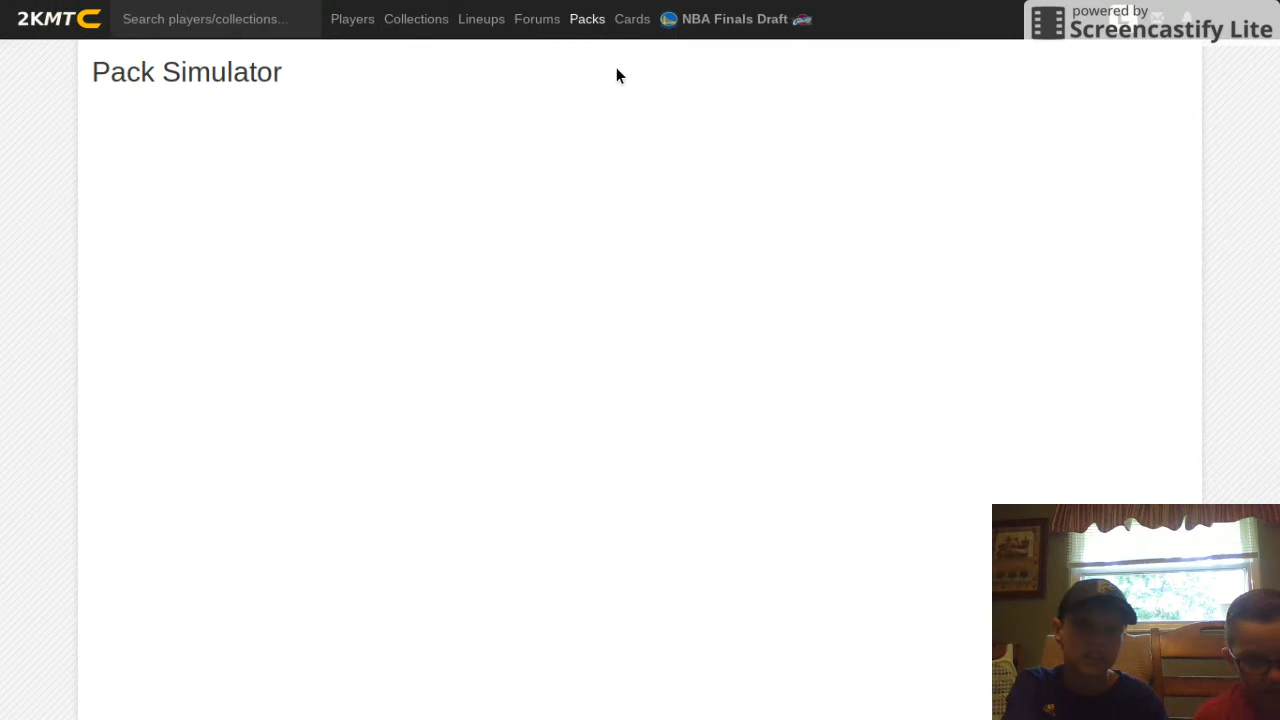 2KMTC Search players/collections... Players Collections Lineups Forums Packs Cards NBA Finals Draft
powered by
Screencastify Lite
Pack Simulator